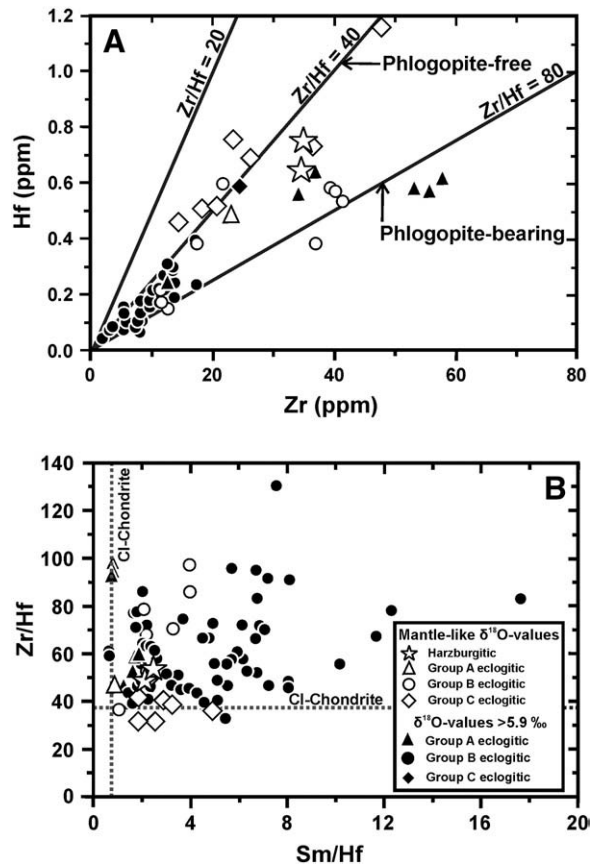 A
1.2
1.0
0.8
0.6
0.4
0.2
0.0
Hf (ppm)
Zr/Hf = 20
Zr/Hf = 40
Phlogopite-free
Zr/Hf = 80
Phlogopite-bearing
0 20 40 60 80
Zr (ppm)
B
140
120
100
80
60
40
20
0
Zr/Hf
CI-Chondrite
CI-Chondrite
Mantle-like δ¹⁸O-values
Harzburgitic
Group A eclogitic
Group B eclogitic
Group C eclogitic
δ¹⁸O-values >5.9 ‰
Group A eclogitic
Group B eclogitic
Group C eclogitic
0 4 8 12 16 20
Sm/Hf